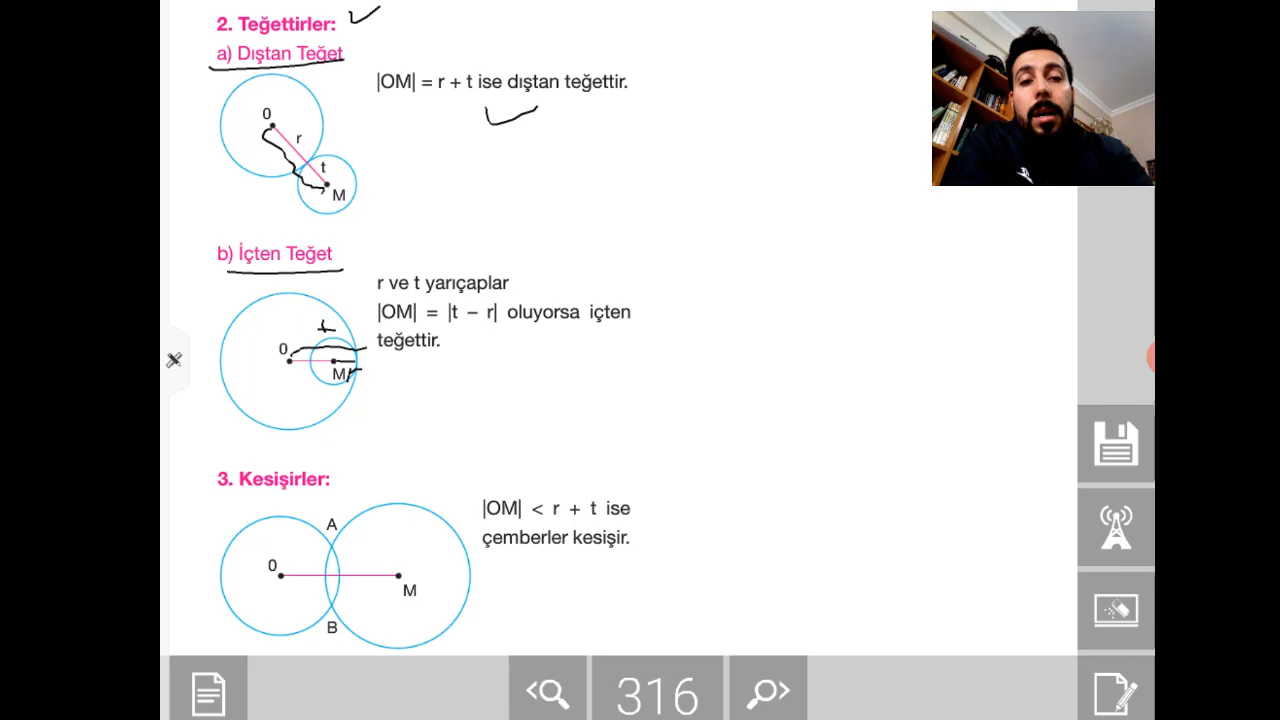 2. Teğettirler:
a) Dıştan Teğet
|OM| = r + t ise dıştan teğettir.
0
r
t
M
b) İçten Teğet
r ve t yarıçaplar
|OM| = |t − r| oluyorsa içten
teğettir.
t
0
M
r
3. Kesişirler:
|OM| < r + t ise
çemberler kesişir.
A
0
M
B
316